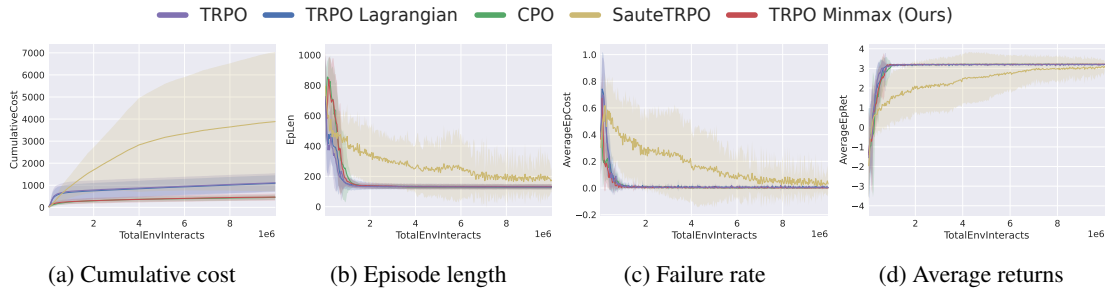 TRPO TRPO Lagrangian CPO SauteTRPO TRPO Minmax (Ours)
CumulativeCost
7000
6000
5000
4000
3000
2000
1000
0
2 4 6 8
1e6
TotalEnvInteracts
(a) Cumulative cost
EpLen
1000
800
600
400
200
0
2 4 6 8
1e6
TotalEnvInteracts
(b) Episode length
AverageEpCost
1.0
0.8
0.6
0.4
0.2
0.0
−0.2
2 4 6 8
1e6
TotalEnvInteracts
(c) Failure rate
AverageEpRet
4
3
2
1
0
−1
−2
−3
−4
2 4 6 8
1e6
TotalEnvInteracts
(d) Average returns